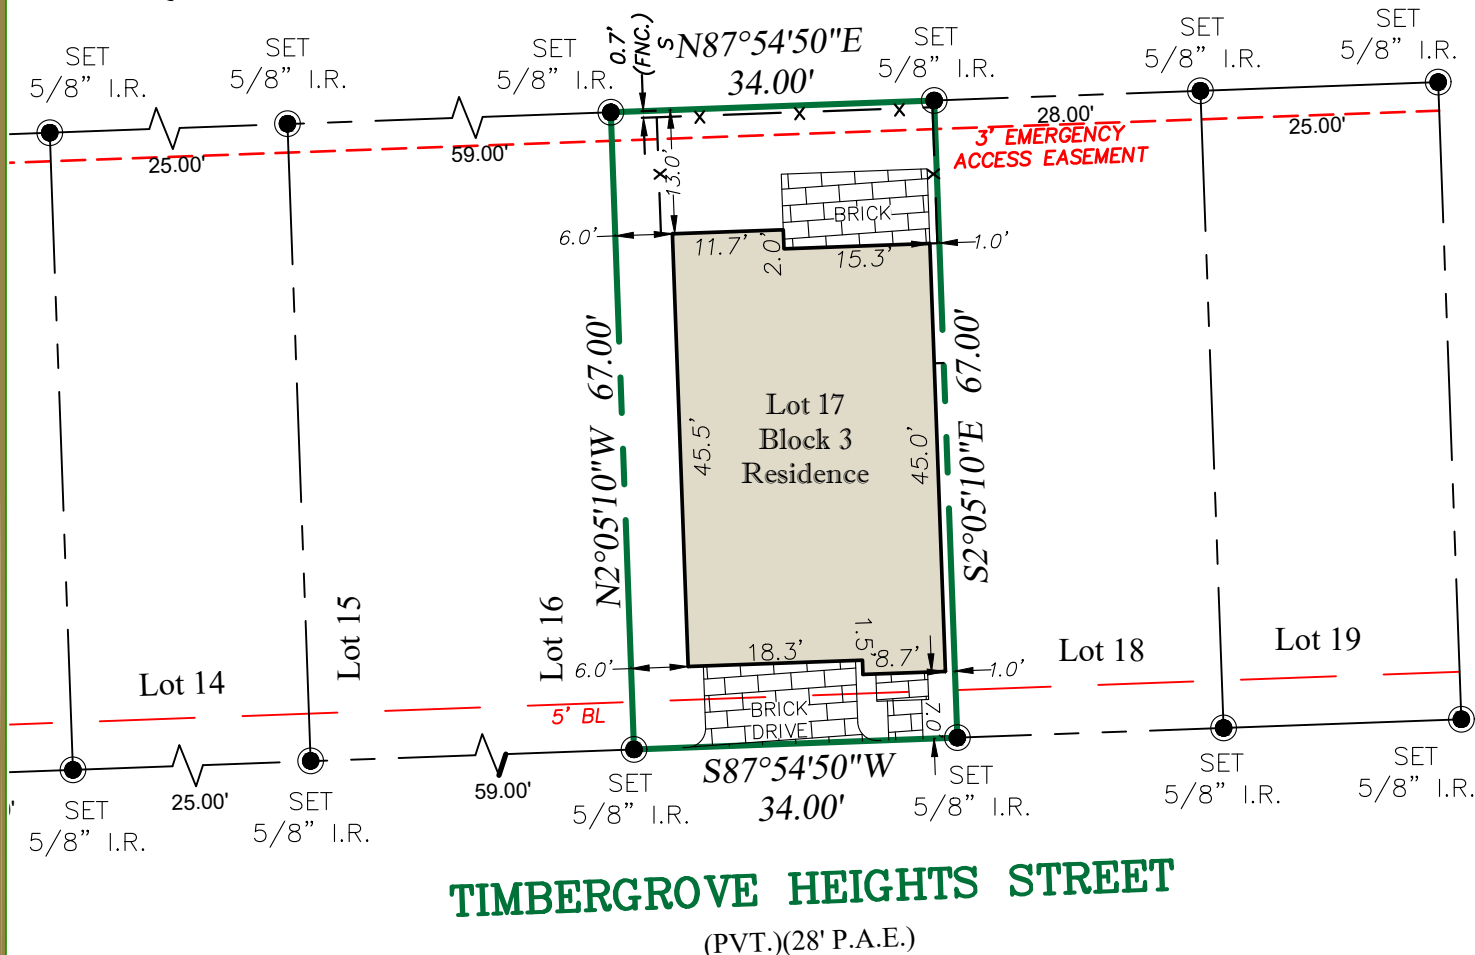 SET
5/8" I.R.
SET
5/8" I.R.
SET
5/8" I.R.
0.7'
(FNC.)
S
N87°54'50"E
34.00'
SET
5/8" I.R.
SET
5/8" I.R.
SET
5/8" I.R.
25.00'
59.00'
28.00'
25.00'
3' EMERGENCY
ACCESS EASEMENT
X
X
X
X
X
13.0'
BRICK
6.0'
11.7'
2.0'
15.3'
1.0'
N2°05'10"W 67.00'
S2°05'10"E 67.00'
Lot 17
Block 3
Residence
45.5'
45.0'
Lot 14
Lot 15
Lot 16
Lot 18
Lot 19
6.0'
18.3'
1.5'
8.7'
1.0'
5' BL
BRICK
DRIVE
7.0'
25.00'
59.00'
S87°54'50"W
34.00'
SET
5/8" I.R.
SET
5/8" I.R.
SET
5/8" I.R.
SET
5/8" I.R.
SET
5/8" I.R.
SET
5/8" I.R.
TIMBERGROVE HEIGHTS STREET
(PVT.)(28' P.A.E.)